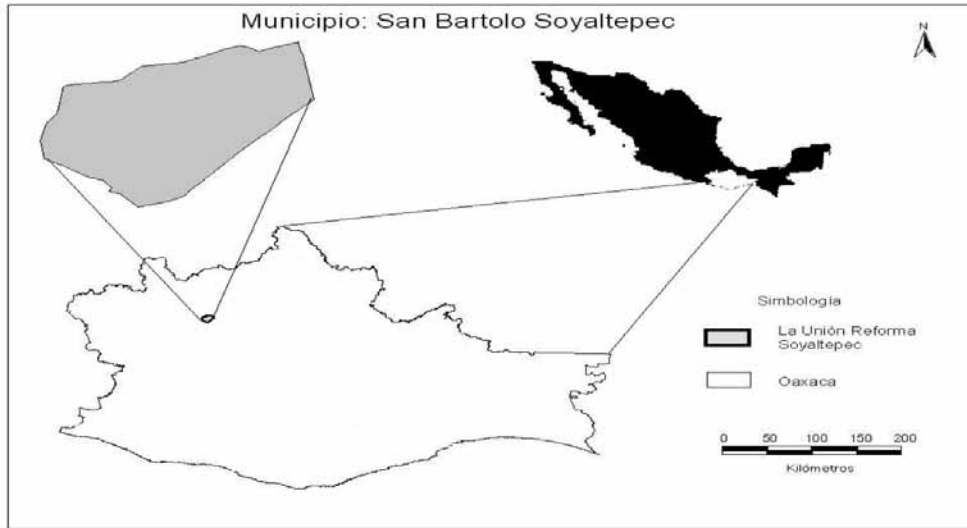 Municipio: San Bartolo Soyaltepec
N
Simbología
La Unión Reforma
Soyaltepec
Oaxaca
0 50 100 150 200
Kilómetros